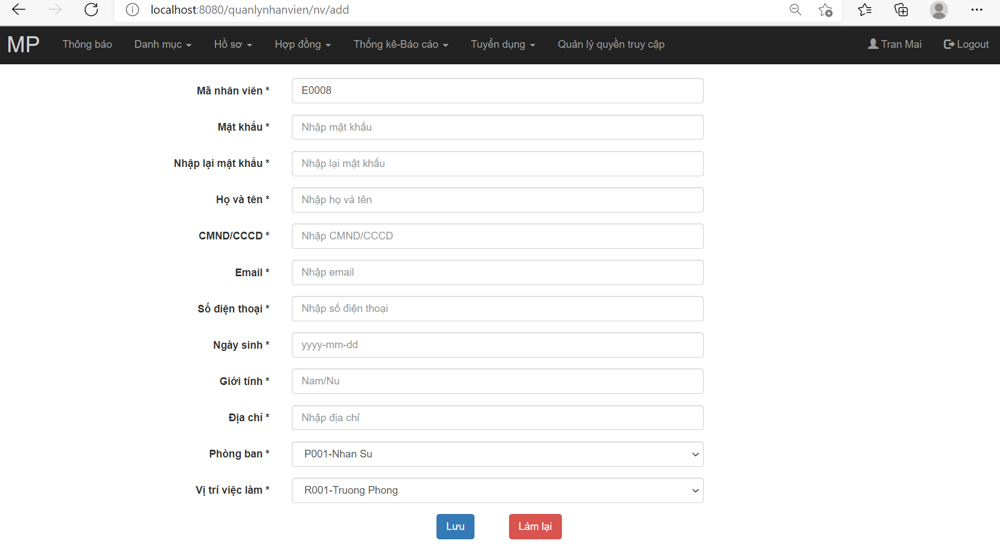 localhost:8080/quanlynhanvien/nv/add
MP Thông báo Danh mục Hồ sơ Hợp đồng Thống kê-Báo cáo Tuyển dụng Quản lý quyền truy cập Tran Mai Logout
Mã nhân viên * E0008
Mật khẩu * Nhập mật khẩu
Nhập lại mật khẩu * Nhập lại mật khẩu
Họ và tên * Nhập họ và tên
CMND/CCCD * Nhập CMND/CCCD
Email * Nhập email
Số điện thoại * Nhập số điện thoại
Ngày sinh * yyyy-mm-dd
Giới tính * Nam/Nu
Địa chỉ * Nhập địa chỉ
Phòng ban * P001-Nhan Su
Vị trí việc làm * R001-Truong Phong
Lưu Làm lại